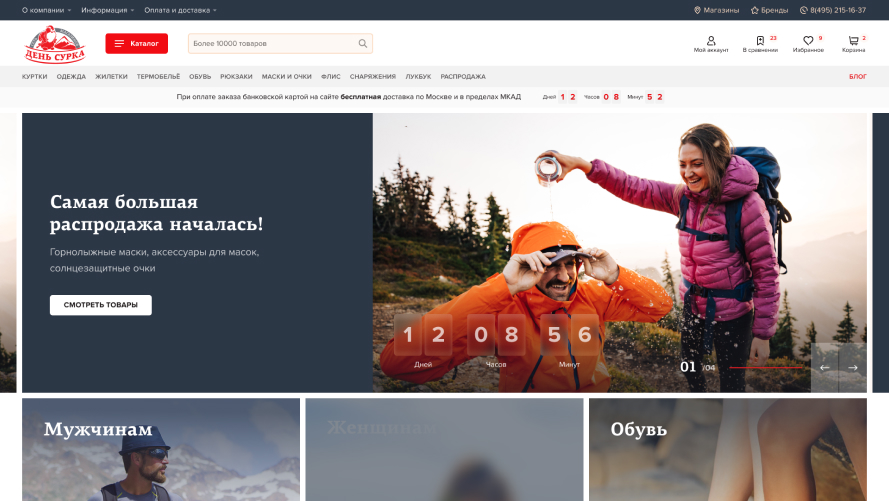 О компании
Информация
Оплата и доставка
Магазины
Бренды
8(495) 215-16-37
ДЕНЬ СУРКА
Каталог
Более 10000 товаров
Мой аккаунт
23
В сравнении
9
Избранное
2
Корзина
КУРТКИ
ОДЕЖДА
ЖИЛЕТКИ
ТЕРМОБЕЛЬЁ
ОБУВЬ
РЮКЗАКИ
МАСКИ И ОЧКИ
ФЛИС
СНАРЯЖЕНИЯ
ЛУКБУК
РАСПРОДАЖА
БЛОГ
При оплате заказа банковской картой на сайте бесплатная доставка по Москве и в пределах МКАД
Дней 1 2 Часов 0 8 Минут 5 2
Самая большая
распродажа началась!
Горнолыжные маски, аксессуары для масок,
солнцезащитные очки
СМОТРЕТЬ ТОВАРЫ
1 2 0 8 5 6
Дней Часов Минут
01 /04
Мужчинам
Женщинам
Обувь